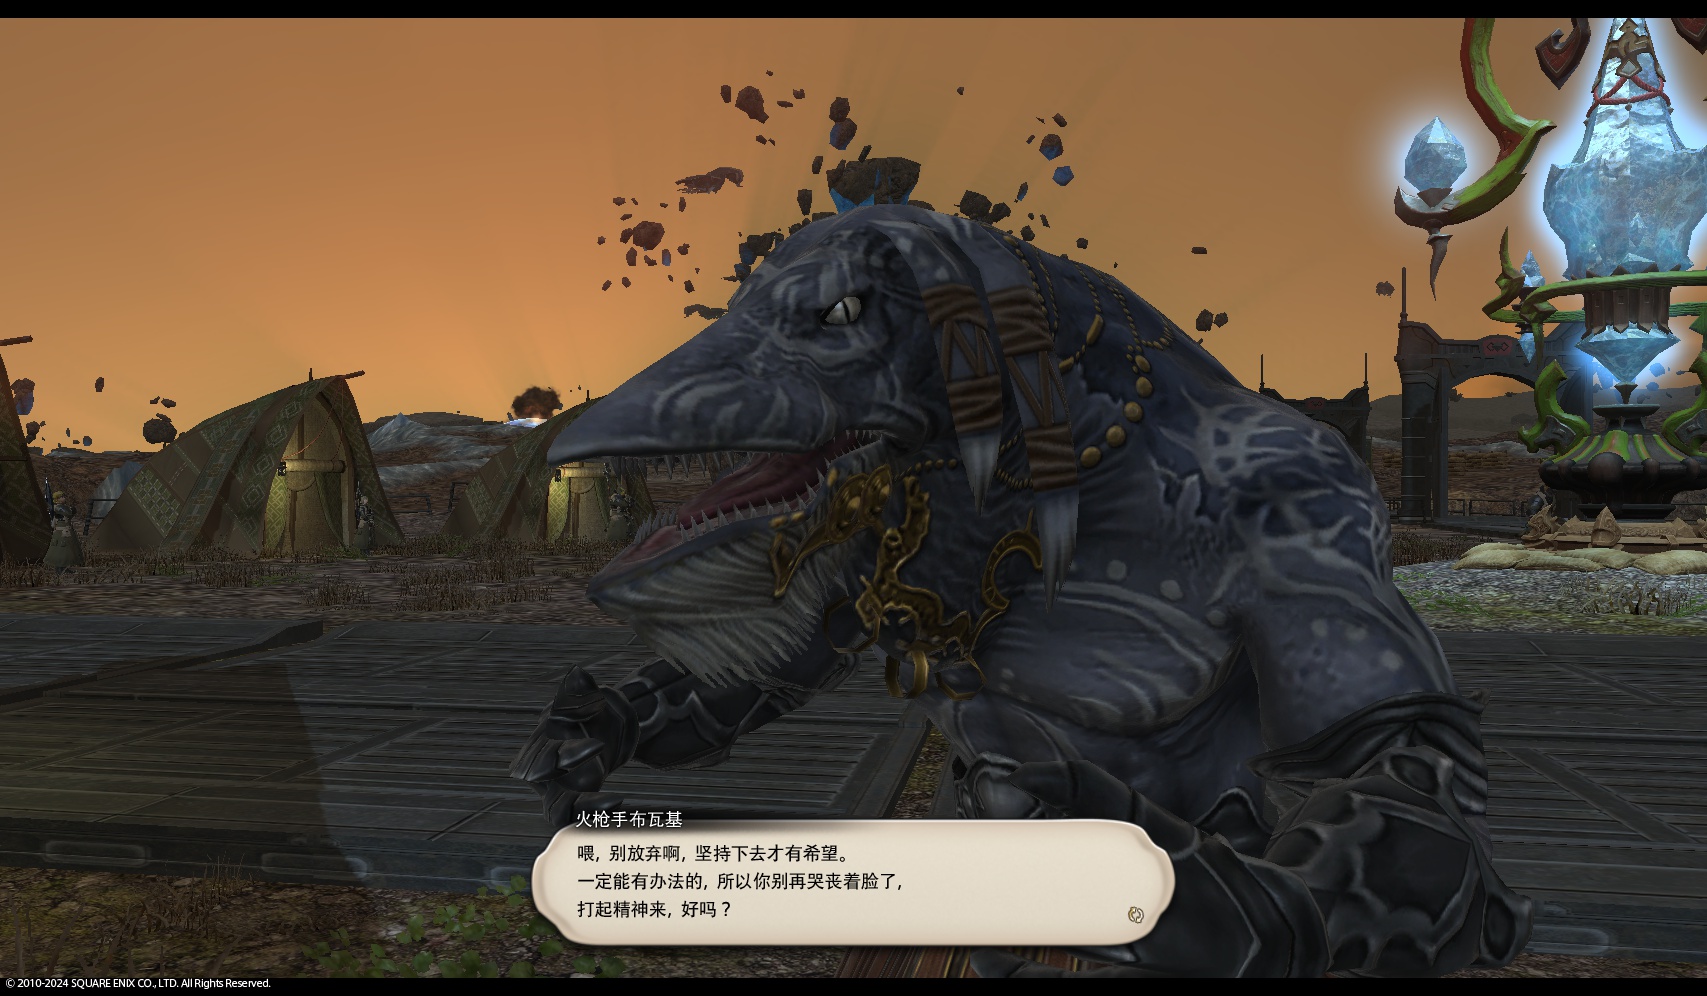 火枪手布瓦基
喂，别放弃啊，坚持下去才有希望。
一定能有办法的，所以你别再哭丧着脸了，
打起精神来，好吗？
© 2010-2024 SQUARE ENIX CO., LTD. All Rights Reserved.